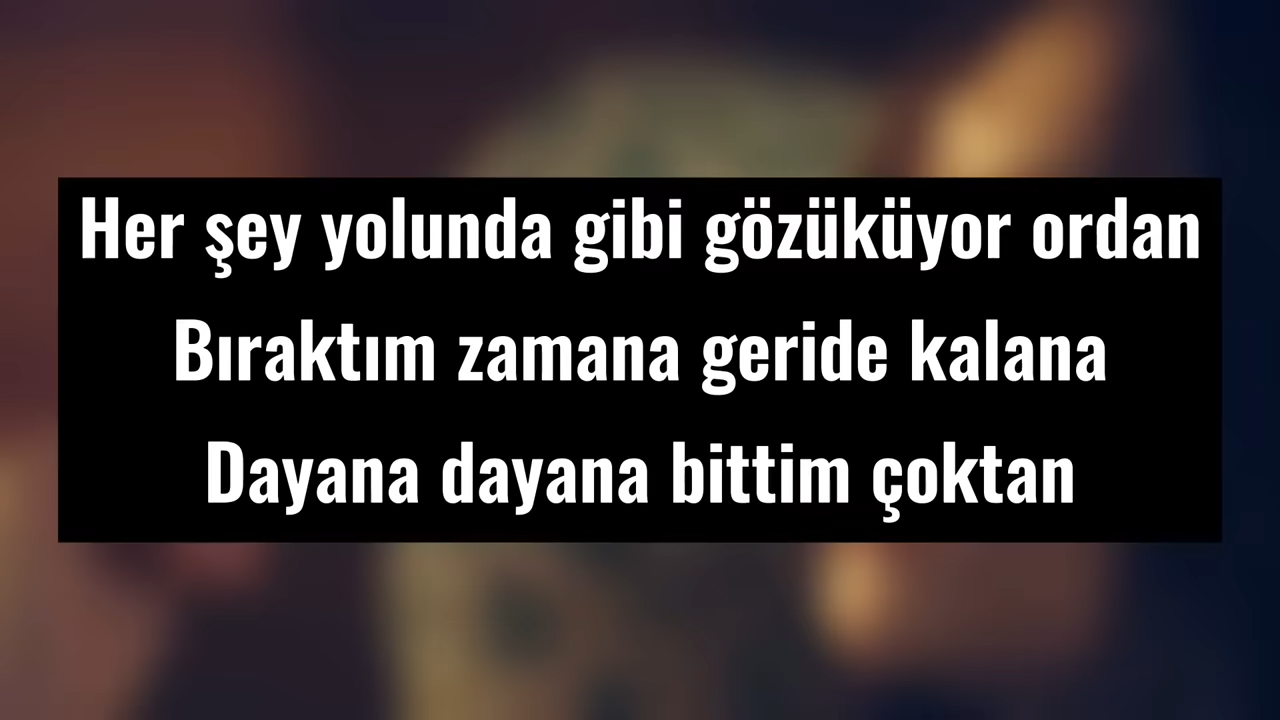 Her şey yolunda gibi gözüküyor ordan
Bıraktım zamana geride kalana
Dayana dayana bittim çoktan